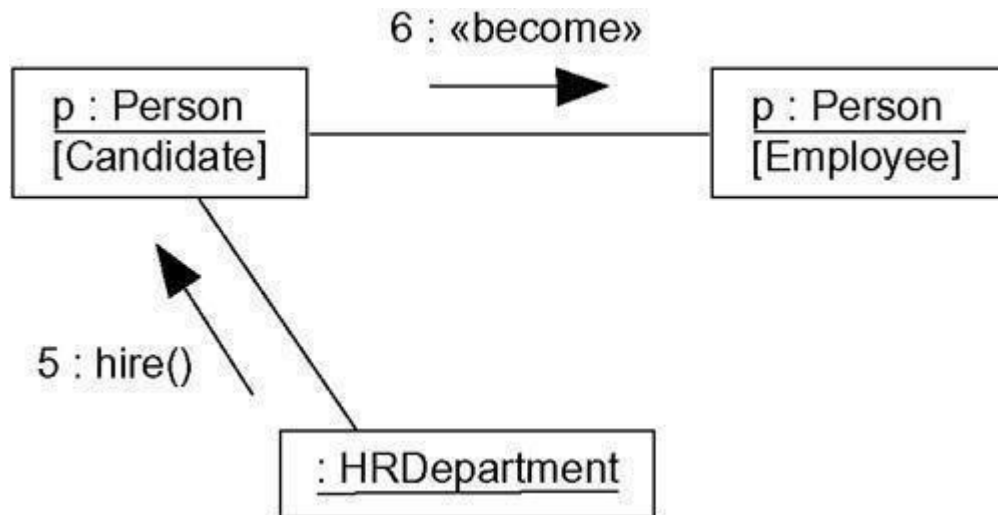 6 : «become»
p : Person
[Candidate]
p : Person
[Employee]
5 : hire()
: HRDepartment